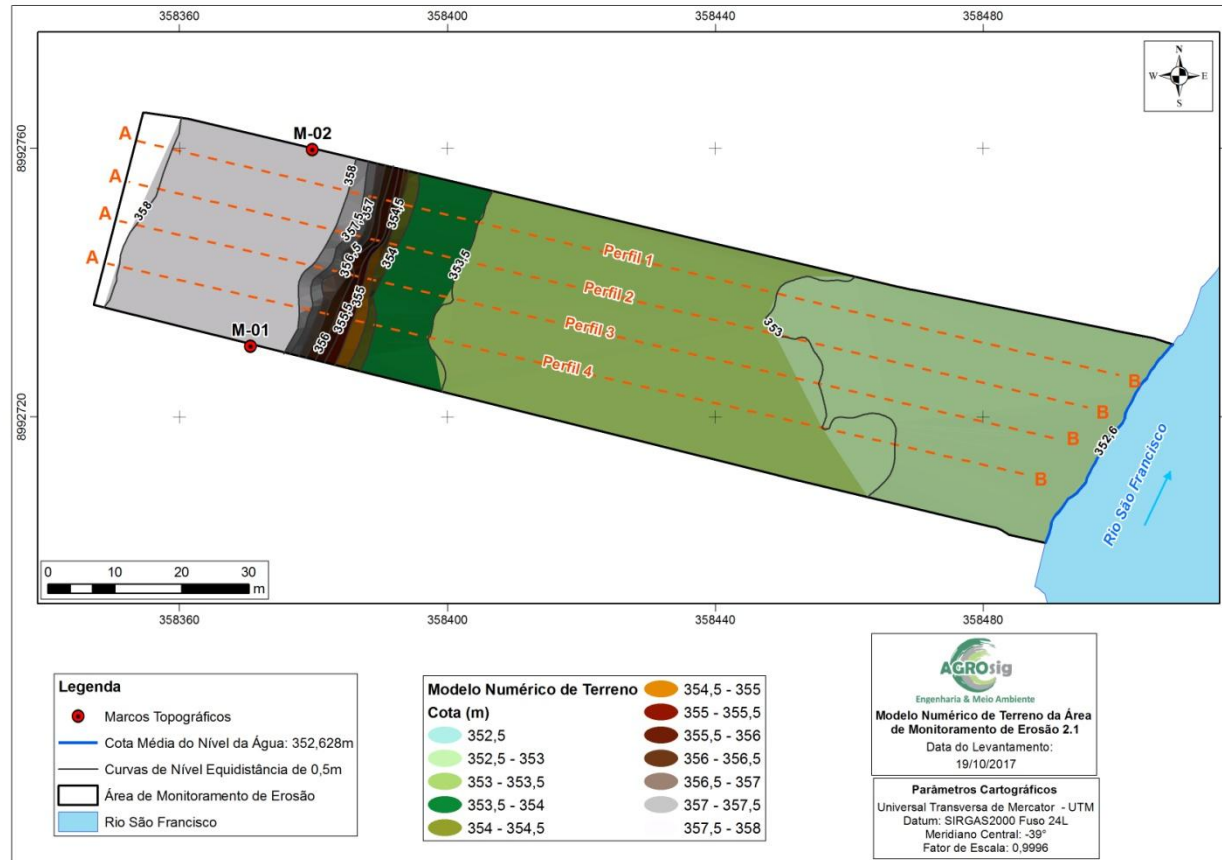 358360
358400
358440
358480
N
W
E
S
8992760
8992720
A
A
A
A
M-02
M-01
358
358
357,5
357
356,5
356
355,5
355
354,5
354
353,5
353
352,6
Perfil 1
Perfil 2
Perfil 3
Perfil 4
B
B
B
B
Rio São Francisco
0 10 20 30
m
358360
358400
358440
358480
Legenda
Marcos Topográficos
Cota Média do Nível da Água: 352,628m
Curvas de Nível Equidistância de 0,5m
Área de Monitoramento de Erosão
Rio São Francisco
Modelo Numérico de Terreno
Cota (m)
352,5
352,5 - 353
353 - 353,5
353,5 - 354
354 - 354,5
354,5 - 355
355 - 355,5
355,5 - 356
356 - 356,5
356,5 - 357
357 - 357,5
357,5 - 358
AGROsig
Engenharia & Meio Ambiente
Modelo Numérico de Terreno da Área
de Monitoramento de Erosão 2.1
Data do Levantamento:
19/10/2017
Parâmetros Cartográficos
Universal Transversa de Mercator - UTM
Datum: SIRGAS2000 Fuso 24L
Meridiano Central: -39°
Fator de Escala: 0,9996